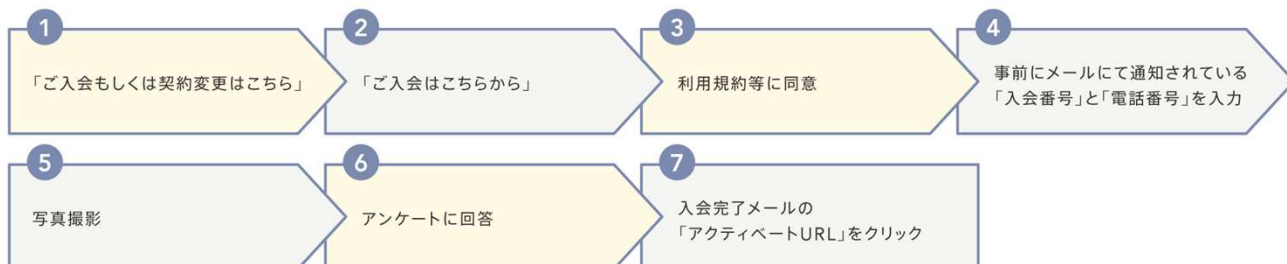 1
「ご入会もしくは契約変更はこちら」
2
「ご入会はこちらから」
3
利用規約等に同意
4
事前にメールにて通知されている
「入会番号」と「電話番号」を入力
5
写真撮影
6
アンケートに回答
7
入会完了メールの
「アクティベートURL」をクリック